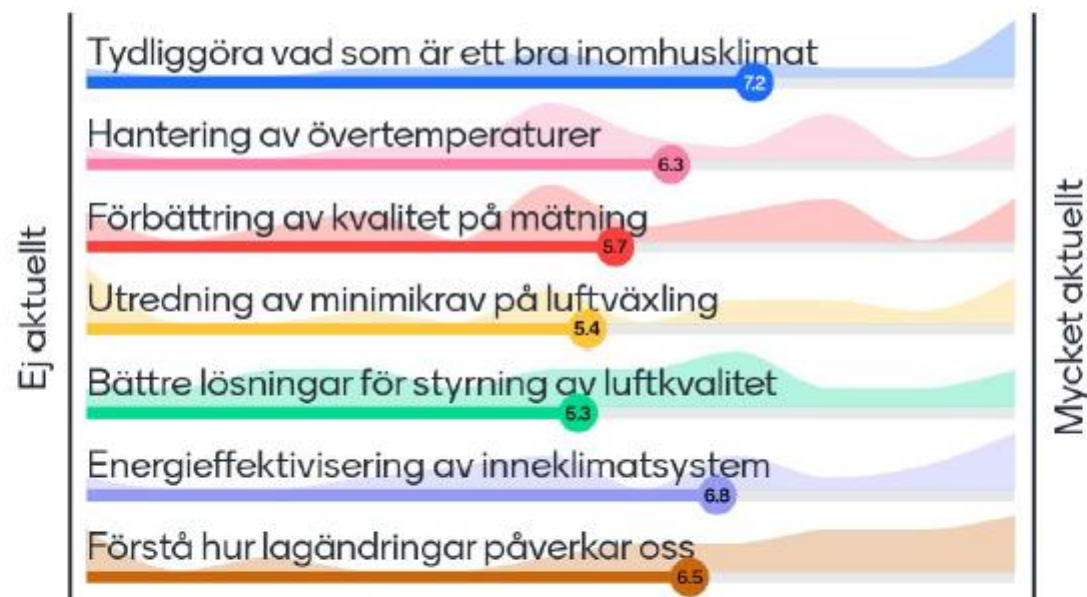 Tydliggöra vad som är ett bra inomhusklimat
7.2
Hantering av övertemperaturer
6.3
Förbättring av kvalitet på mätning
5.7
Utredning av minimikrav på luftväxling
5.4
Bättre lösningar för styrning av luftkvalitet
5.3
Energieffektivisering av inneklimatsystem
6.8
Förstå hur lagändringar påverkar oss
6.5
Ej aktuellt
Mycket aktuellt